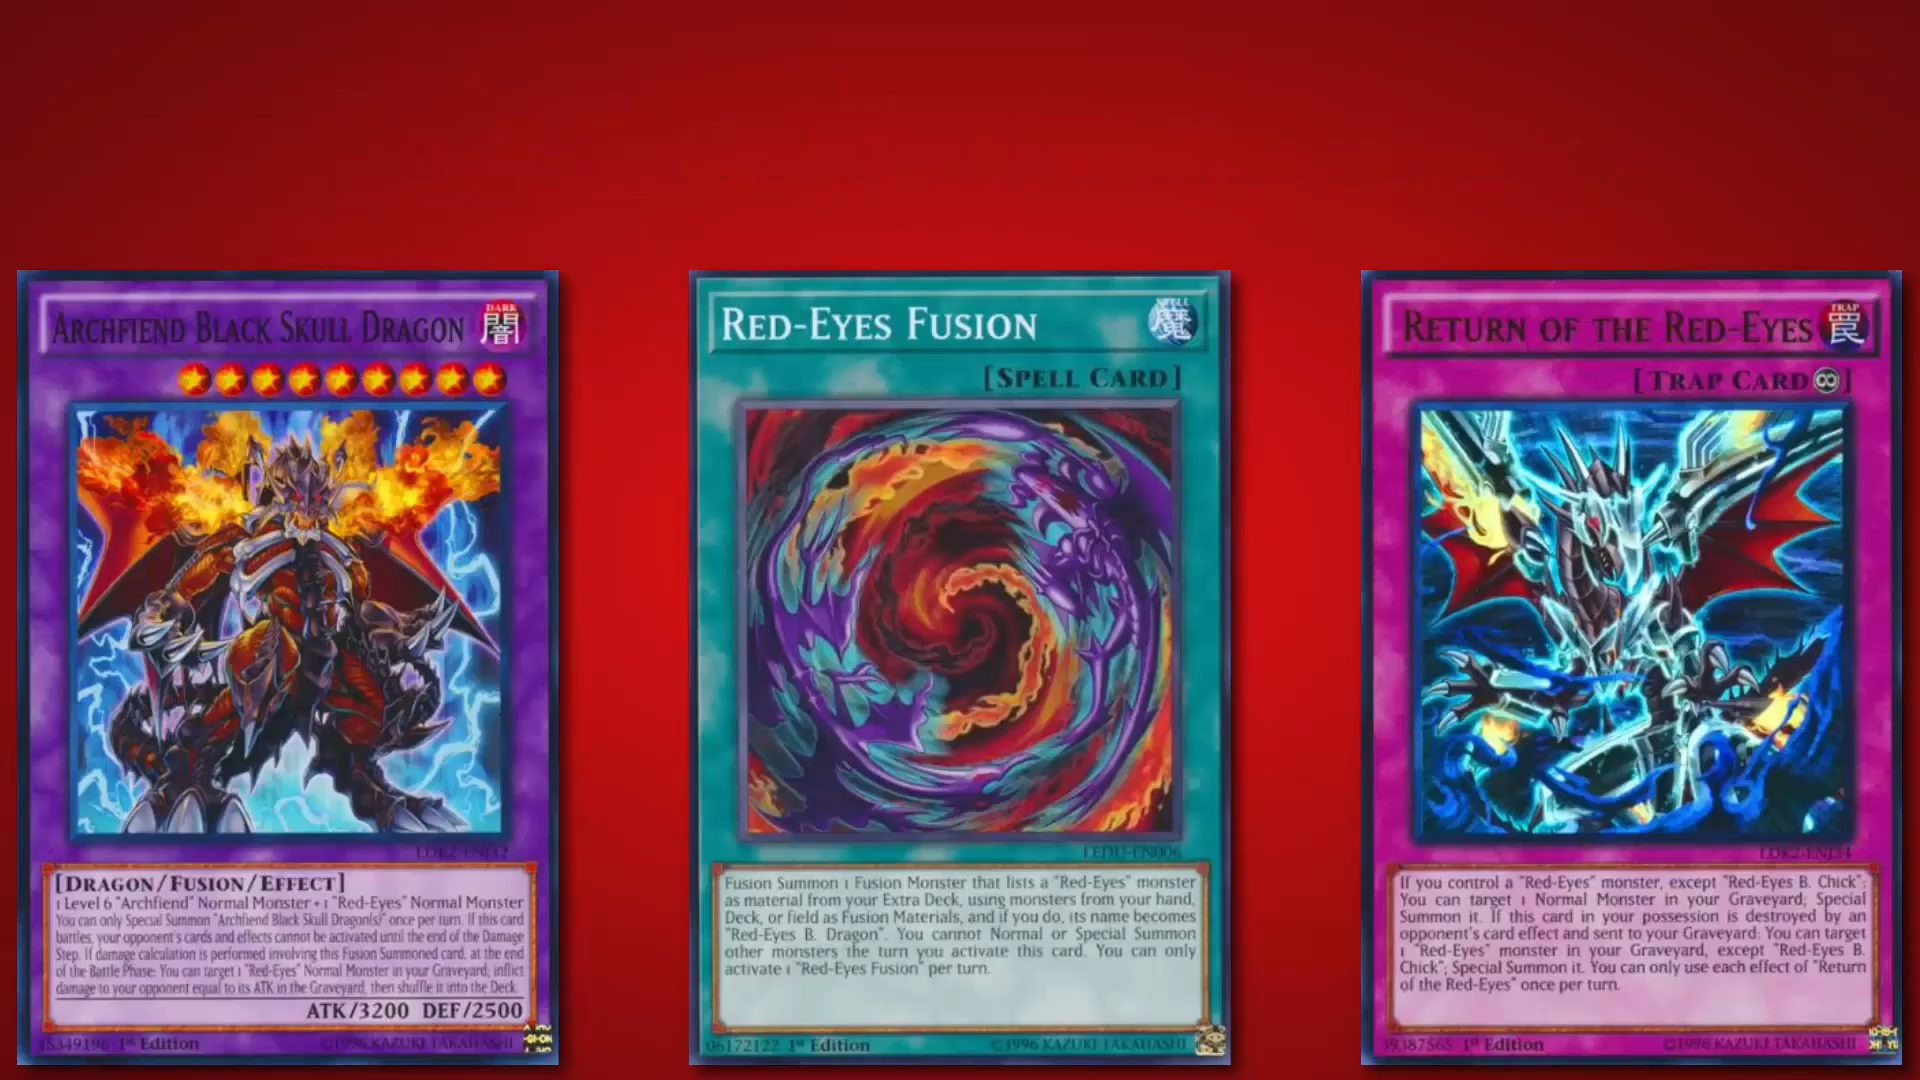 ARCHFIEND BLACK SKULL DRAGON
DARK
闇
[DRAGON/FUSION/EFFECT]
1 Level 6 "Archfiend" Normal Monster + 1 "Red-Eyes" Normal Monster
You can only Special Summon "Archfiend Black Skull Dragon(s)" once per turn. If this card
battles, your opponent's cards and effects cannot be activated until the end of the Damage
Step. If damage calculation is performed involving this Fusion Summoned card, at the end
of the Battle Phase: You can target 1 "Red-Eyes" Normal Monster in your Graveyard; inflict
damage to your opponent equal to its ATK in the Graveyard, then shuffle it into the Deck.
ATK/3200 DEF/2500
45349196 1st Edition
©1996 KAZUKI TAKAHASHI
RED-EYES FUSION
SPELL
魔
[SPELL CARD]
LEDU-EN006
Fusion Summon 1 Fusion Monster that lists a "Red-Eyes" monster
as material from your Extra Deck, using monsters from your hand,
Deck, or field as Fusion Materials, and if you do, its name becomes
"Red-Eyes B. Dragon". You cannot Normal or Special Summon
other monsters the turn you activate this card. You can only
activate 1 "Red-Eyes Fusion" per turn.
06172122 1st Edition
©1996 KAZUKI TAKAHASHI
RETURN OF THE RED-EYES
TRAP
罠
[TRAP CARD∞]
If you control a "Red-Eyes" monster, except "Red-Eyes B. Chick":
You can target 1 Normal Monster in your Graveyard; Special
Summon it. If this card in your possession is destroyed by an
opponent's card effect and sent to your Graveyard: You can target
1 "Red-Eyes" monster in your Graveyard, except "Red-Eyes B.
Chick"; Special Summon it. You can only use each effect of "Return
of the Red-Eyes" once per turn.
1st Edition
©1996 KAZUKI TAKAHASHI